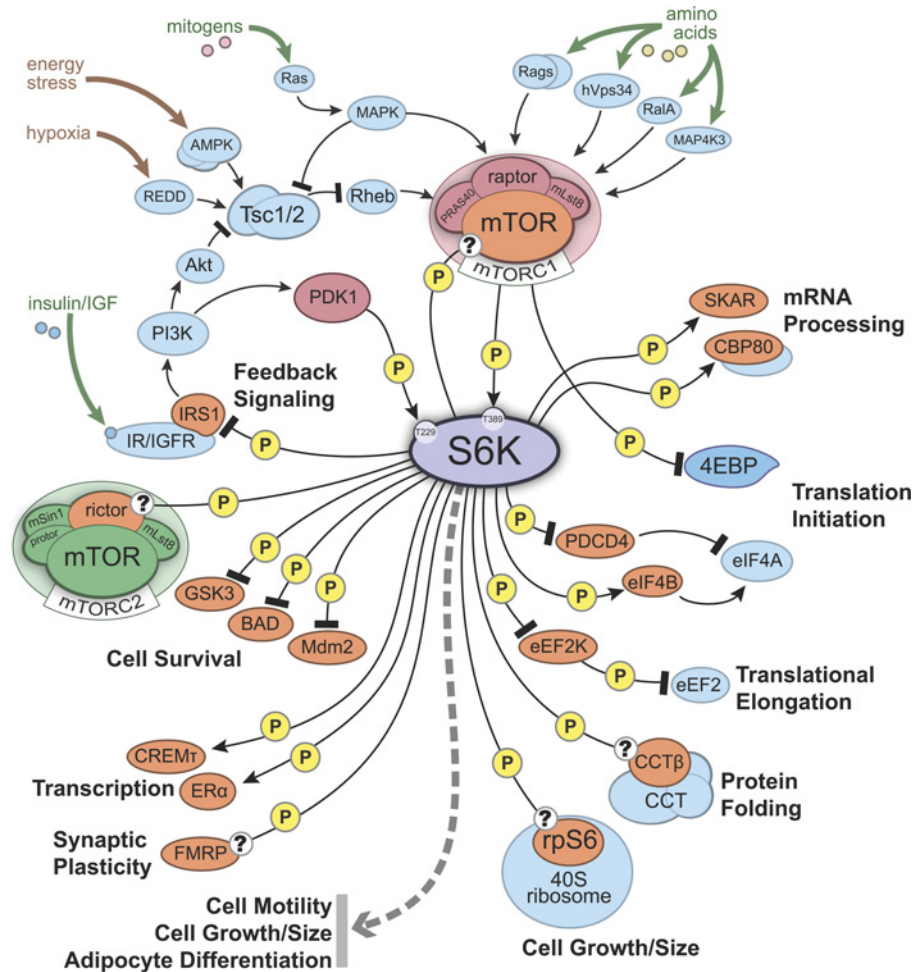 mitogens
amino
acids
energy
stress
Ras
Rags
hVps34
MAPK
RalA
hypoxia
AMPK
MAP4K3
raptor
REDD
Tsc1/2
Rheb
PRAS40
mLst8
mTOR
?
mTORC1
Akt
P
insulin/IGF
PDK1
SKAR
mRNA
Processing
PI3K
P
P
P
CBP80
P
Feedback
Signaling
IRS1
T229
T389
IR/IGFR
P
S6K
P
4EBP
rictor
?
P
Translation
Initiation
mSin1
protor
mLst8
mTOR
P
PDCD4
eIF4A
mTORC2
GSK3
P
P
P
P
eIF4B
BAD
Mdm2
P
eEF2K
Cell Survival
P
eEF2
Translational
Elongation
P
P
CREMτ
P
P
?
CCTβ
Protein
Folding
Transcription
ERα
CCT
P
?
Synaptic
Plasticity
FMRP
?
rpS6
40S
ribosome
Cell Motility
Cell Growth/Size
Adipocyte Differentiation
Cell Growth/Size